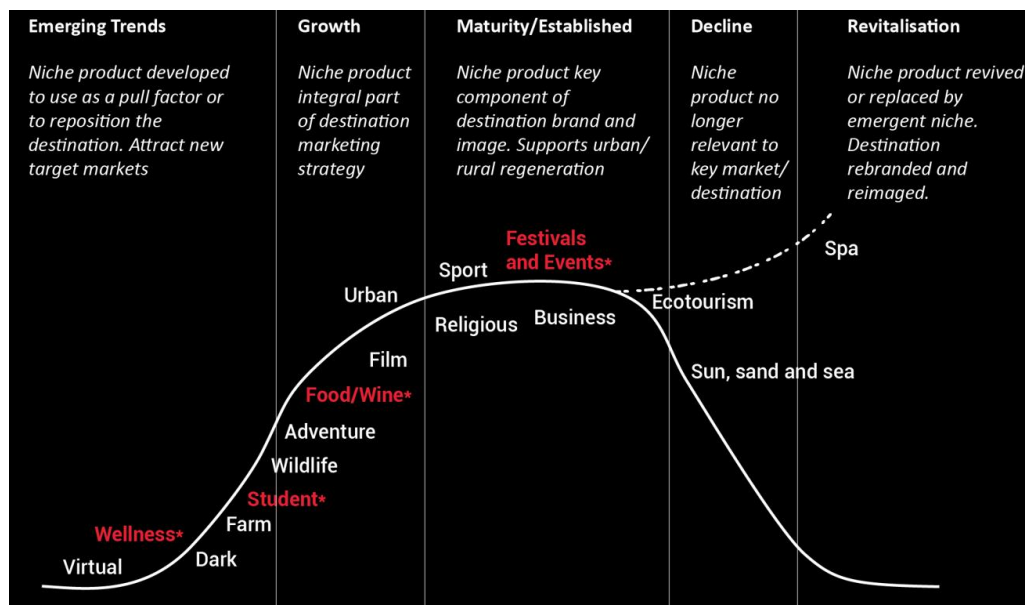 Emerging Trends
Niche product developed
to use as a pull factor or
to reposition the
destination. Attract new
target markets
Growth
Niche product
integral part
of destination
marketing
strategy
Maturity/Established
Niche product key
component of
destination brand and
image. Supports urban/
rural regeneration
Decline
Niche
product no
longer
relevant to
key market/
destination
Revitalisation
Niche product revived
or replaced by
emergent niche.
Destination
rebranded and
reimaged.
Virtual
Wellness*
Dark
Farm
Student*
Wildlife
Adventure
Food/Wine*
Film
Urban
Sport
Religious
Festivals
and Events*
Business
Ecotourism
Sun, sand and sea
Spa